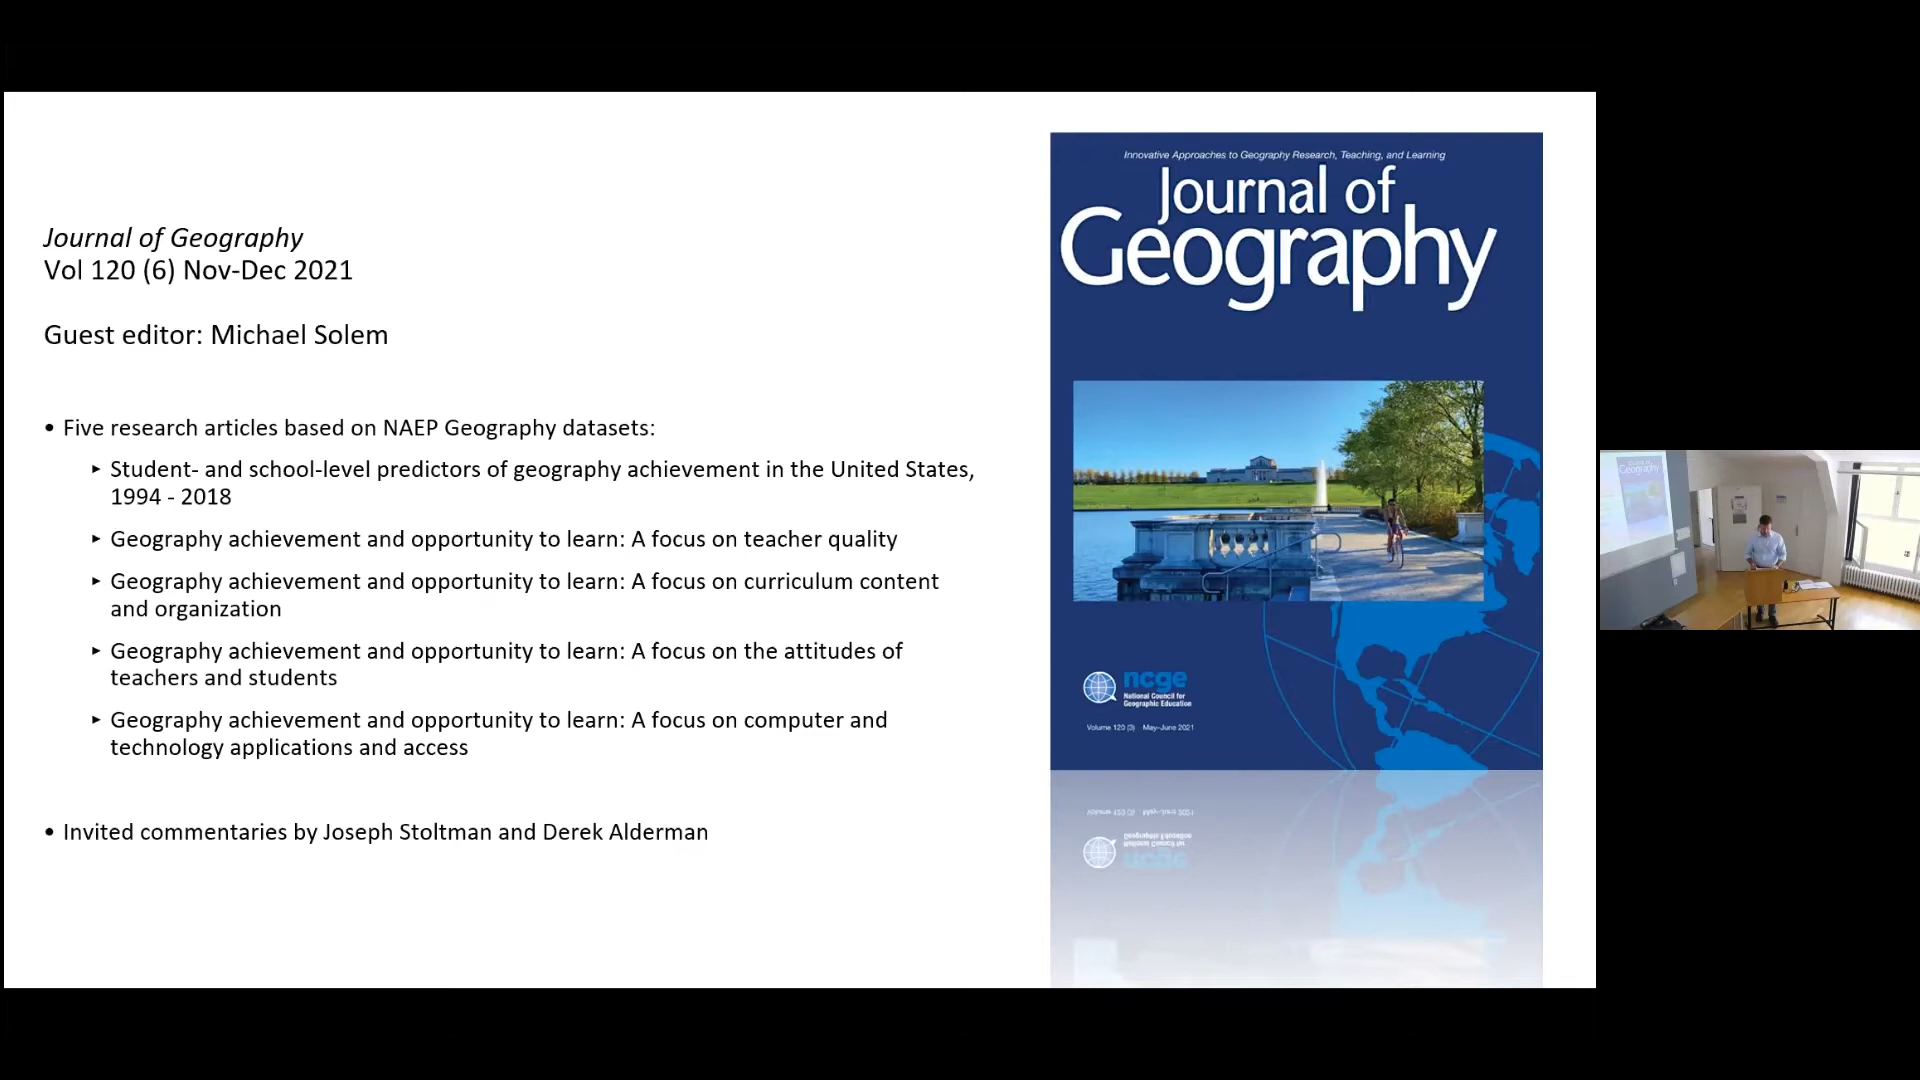 Journal of Geography
Vol 120 (6) Nov-Dec 2021
Guest editor: Michael Solem
• Five research articles based on NAEP Geography datasets:
‣ Student- and school-level predictors of geography achievement in the United States,
1994 - 2018
‣ Geography achievement and opportunity to learn: A focus on teacher quality
‣ Geography achievement and opportunity to learn: A focus on curriculum content
and organization
‣ Geography achievement and opportunity to learn: A focus on the attitudes of
teachers and students
‣ Geography achievement and opportunity to learn: A focus on computer and
technology applications and access
• Invited commentaries by Joseph Stoltman and Derek Alderman
Innovative Approaches to Geography Research, Teaching, and Learning
Journal of
Geography
ncge
National Council for
Geographic Education
Volume 120 (3) May–June 2021